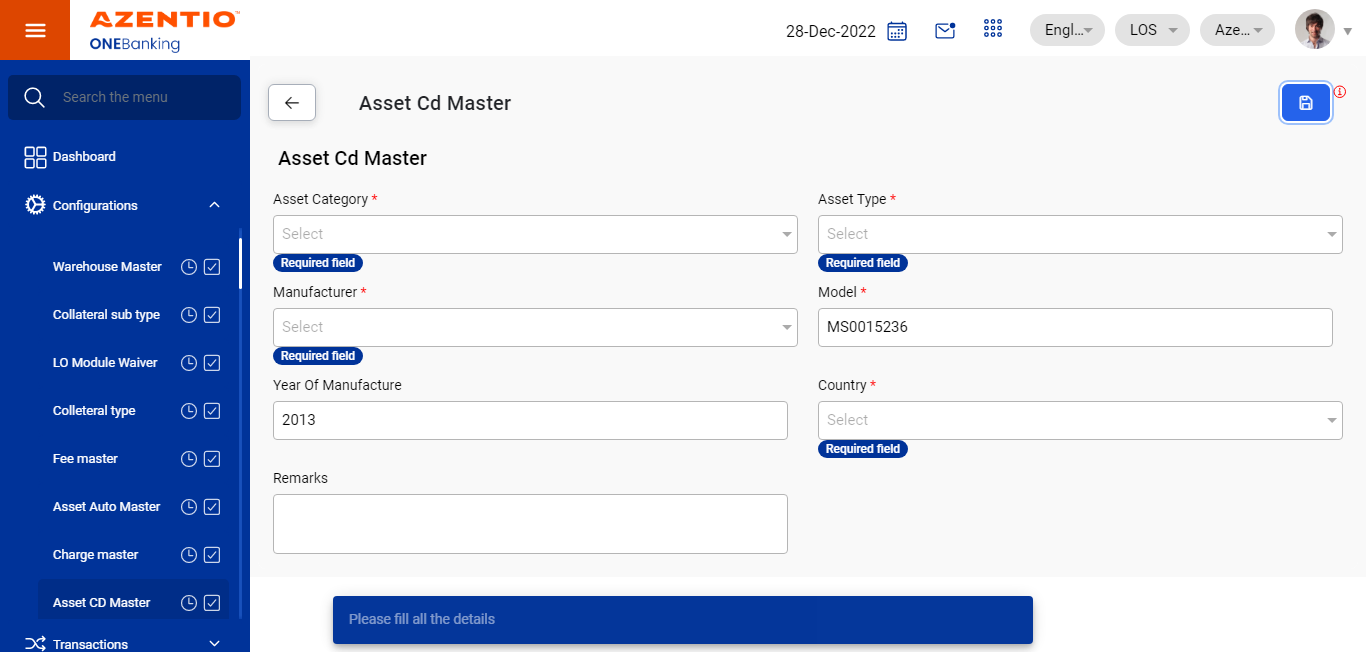 AZENTIO™
ONEBanking
28-Dec-2022
Engl...
LOS
Aze...
Search the menu
Dashboard
Configurations
Warehouse Master
Collateral sub type
LO Module Waiver
Colleteral type
Fee master
Asset Auto Master
Charge master
Asset CD Master
Transactions
Asset Cd Master
Asset Cd Master
Asset Category *
Select
Required field
Asset Type *
Select
Required field
Manufacturer *
Select
Required field
Model *
MS0015236
Year Of Manufacture
2013
Country *
Select
Required field
Remarks
Please fill all the details